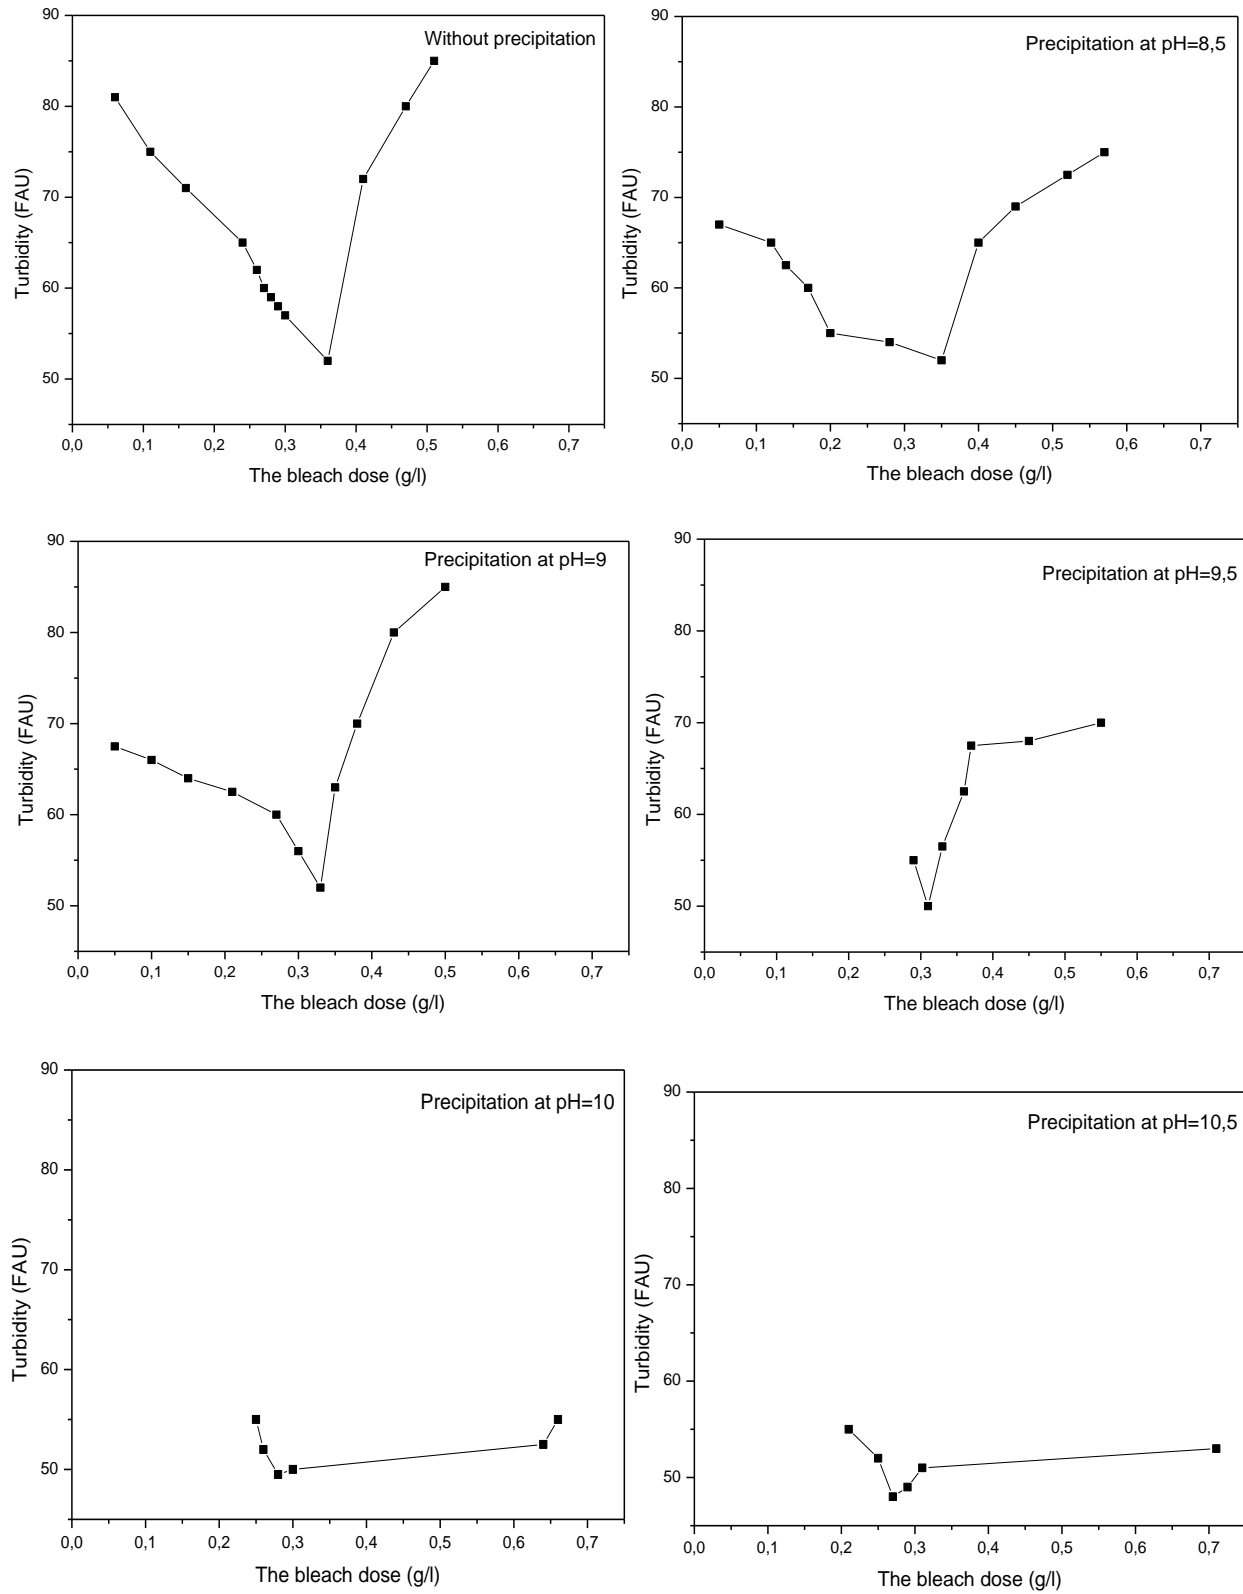 Without precipitation
90
80
70
60
50
0,0 0,1 0,2 0,3 0,4 0,5 0,6 0,7
Turbidity (FAU)
The bleach dose (g/l)
Precipitation at pH=8,5
90
80
70
60
50
0,0 0,1 0,2 0,3 0,4 0,5 0,6 0,7
Turbidity (FAU)
The bleach dose (g/l)
Precipitation at pH=9
90
80
70
60
50
0,0 0,1 0,2 0,3 0,4 0,5 0,6 0,7
Turbidity (FAU)
The bleach dose (g/l)
Precipitation at pH=9,5
90
80
70
60
50
0,0 0,1 0,2 0,3 0,4 0,5 0,6 0,7
Turbidity (FAU)
The bleach dose (g/l)
Precipitation at pH=10
90
80
70
60
50
0,0 0,1 0,2 0,3 0,4 0,5 0,6 0,7
Turbidity (FAU)
The bleach dose (g/l)
Precipitation at pH=10,5
90
80
70
60
50
0,0 0,1 0,2 0,3 0,4 0,5 0,6 0,7
Turbidity (FAU)
The bleach dose (g/l)